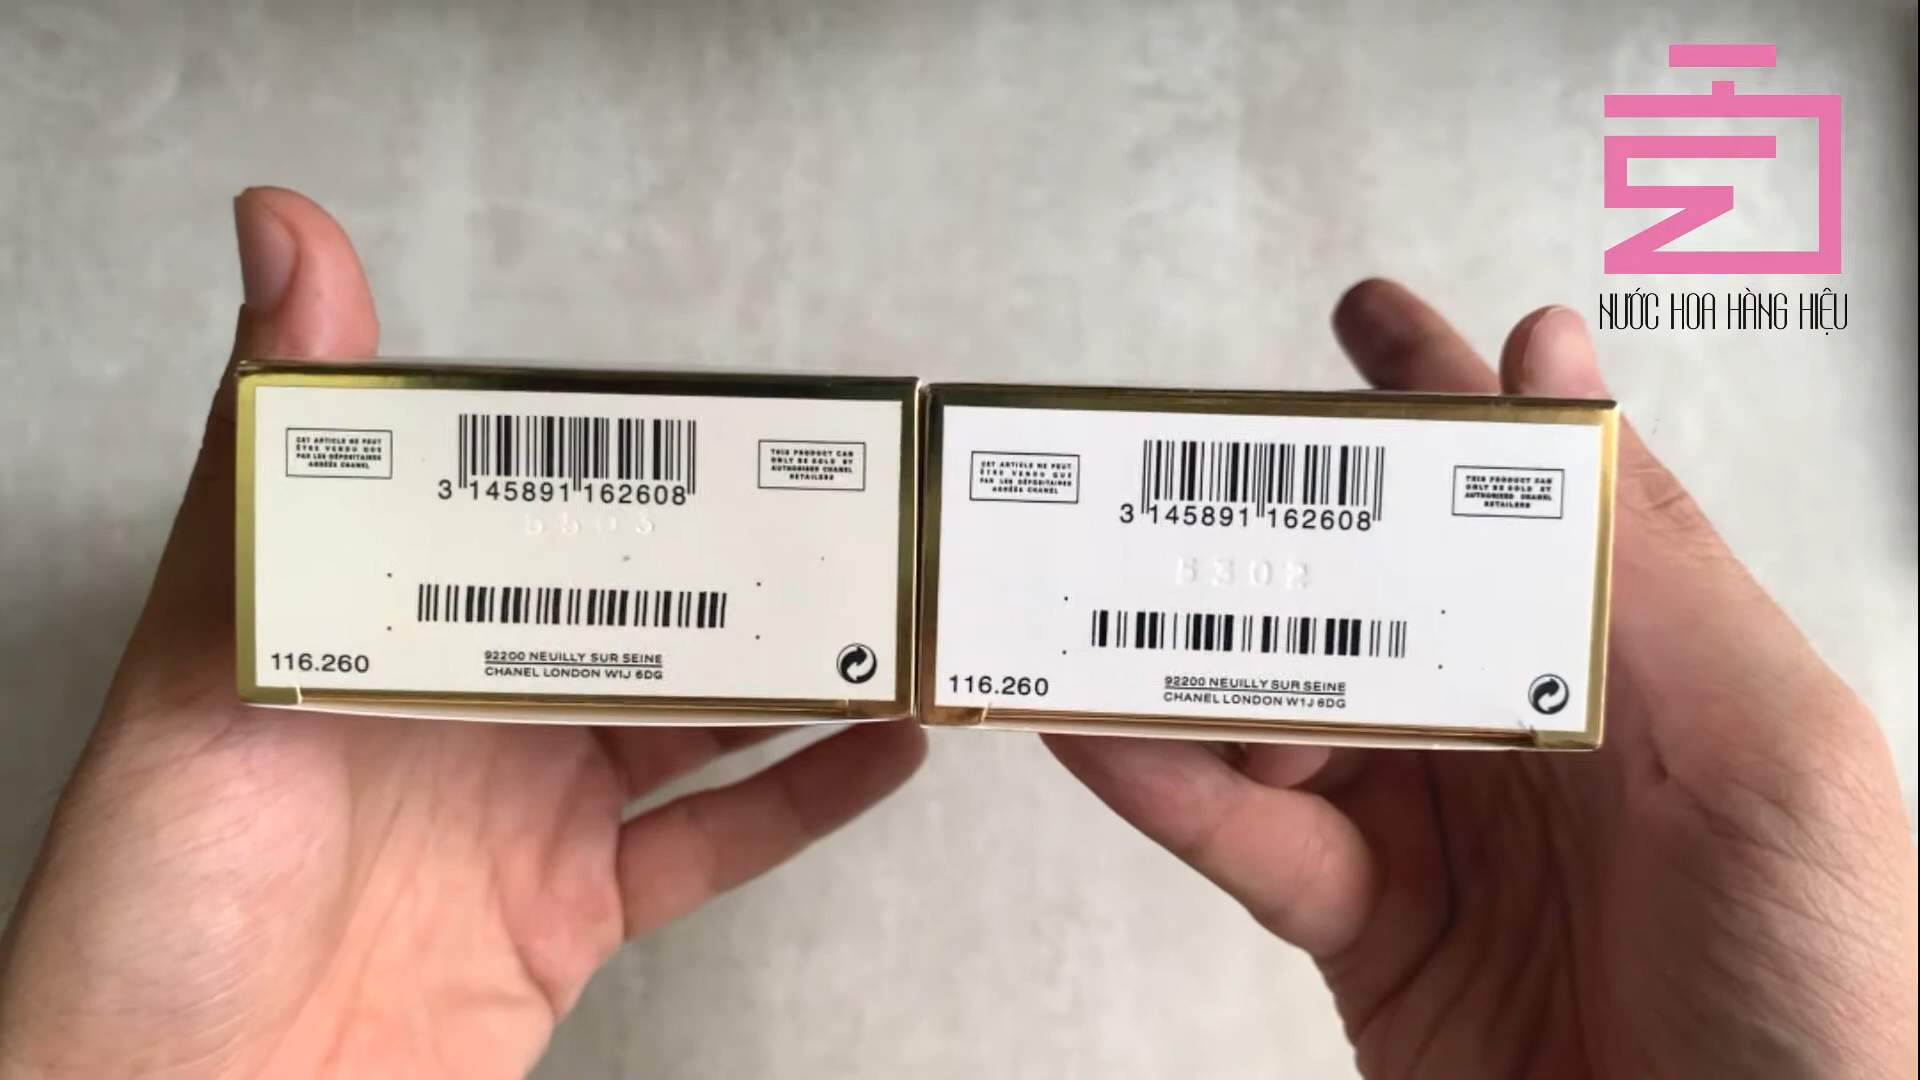 NƯỚC HOA HÀNG HIỆU
CET ARTICLE NE PEUT
ÊTRE VENDU QUE
PAR LES DÉPOSITAIRES
AGRÉÉS CHANEL
3 145891 162608
THIS PRODUCT CAN
ONLY BE SOLD BY
AUTHORISED CHANEL
RETAILERS
116.260
92200 NEUILLY SUR SEINE
CHANEL LONDON W1J 6DG
CET ARTICLE NE PEUT
ÊTRE VENDU QUE
PAR LES DÉPOSITAIRES
AGRÉÉS CHANEL
3 145891 162608
THIS PRODUCT CAN
ONLY BE SOLD BY
AUTHORISED CHANEL
RETAILERS
5302
116.260
92200 NEUILLY SUR SEINE
CHANEL LONDON W1J 6DG